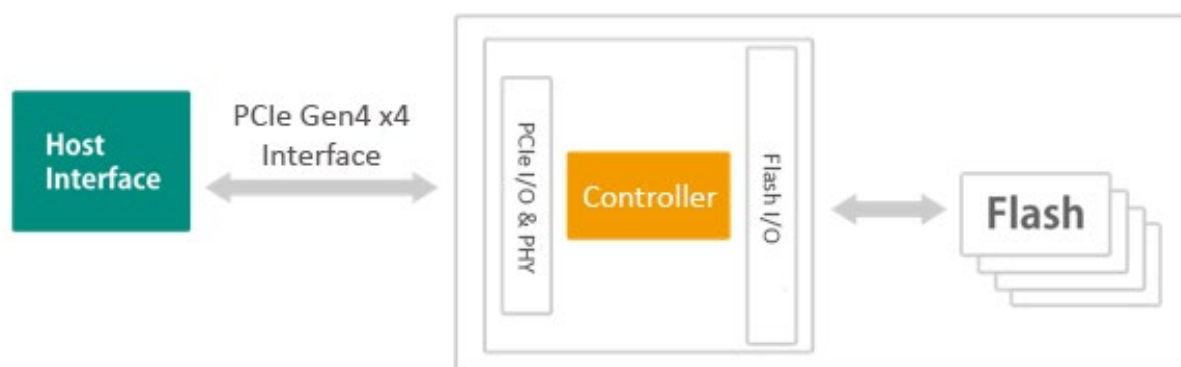 Host
Interface
PCIe Gen4 x4
Interface
PCIe I/O & PHY
Controller
Flash I/O
Flash